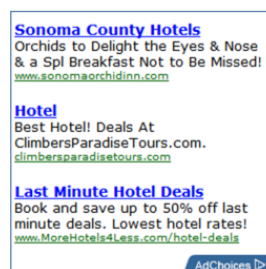 Sonoma County Hotels
Orchids to Delight the Eyes & Nose
& a Spl Breakfast Not to Be Missed!
www.sonomaorchidinn.com
Hotel
Best Hotel! Deals At
ClimbersParadiseTours.com.
climbersparadisetours.com
Last Minute Hotel Deals
Book and save up to 50% off last
minute deals. Lowest hotel rates!
www.MoreHotels4Less.com/hotel-deals
AdChoices